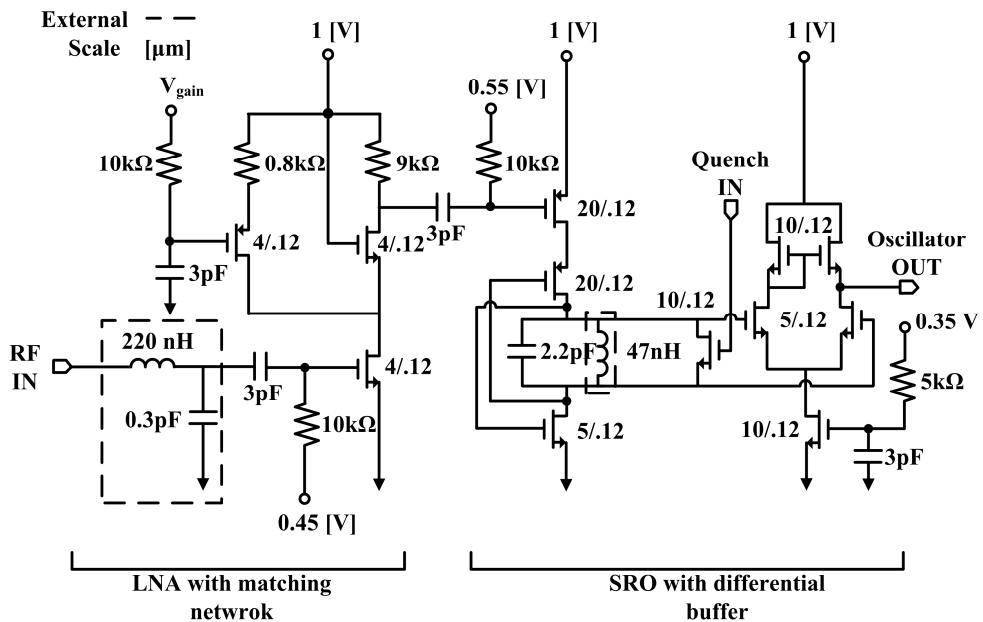 External
Scale [µm]
1 [V]
1 [V]
1 [V]
Vgain
0.55 [V]
10kΩ
0.8kΩ
9kΩ
10kΩ
Quench
IN
4/.12
4/.12
3pF
20/.12
10/.12
Oscillator
OUT
3pF
20/.12
10/.12
5/.12
0.35 V
220 nH
RF
IN
3pF
4/.12
2.2pF
47nH
5kΩ
0.3pF
10kΩ
5/.12
10/.12
3pF
0.45 [V]
LNA with matching
netwrok
SRO with differential
buffer